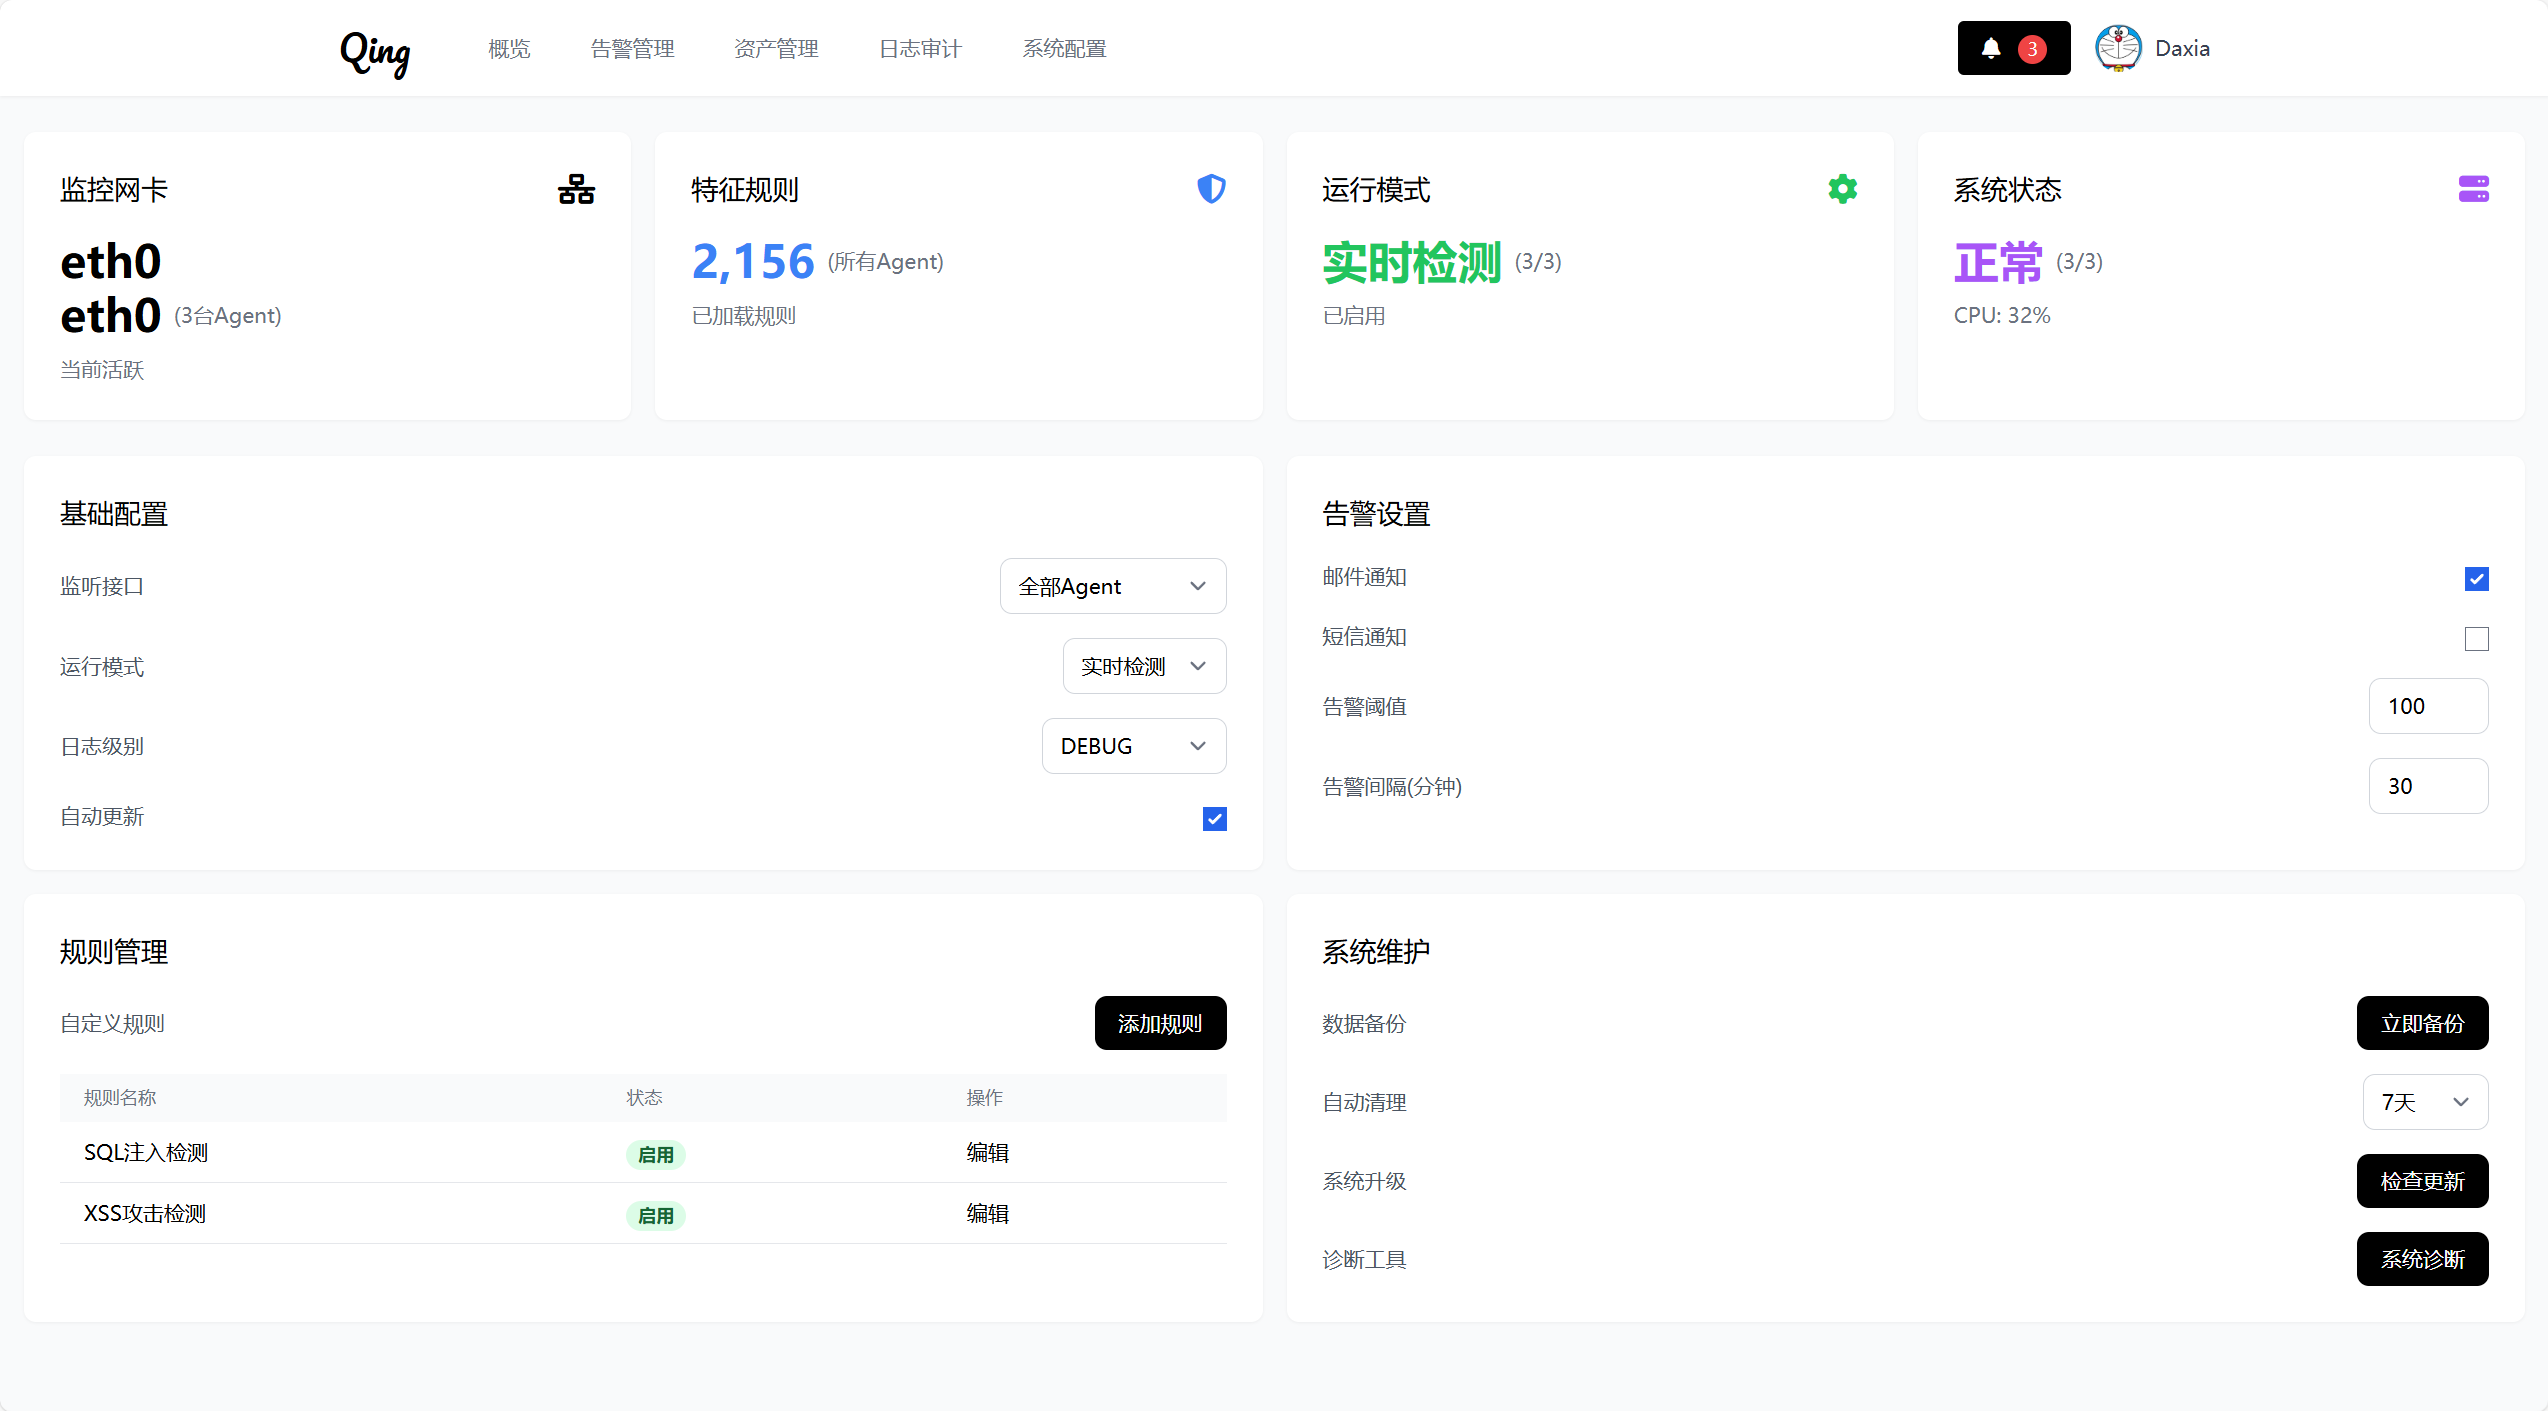 Qing 概览 告警管理 资产管理 日志审计 系统配置 3 Daxia
监控网卡
eth0
eth0 (3台Agent)
当前活跃
特征规则
2,156 (所有Agent)
已加载规则
运行模式
实时检测 (3/3)
已启用
系统状态
正常 (3/3)
CPU: 32%
基础配置
监听接口 全部Agent
运行模式 实时检测
日志级别 DEBUG
自动更新
告警设置
邮件通知
短信通知
告警阈值 100
告警间隔(分钟) 30
规则管理
自定义规则 添加规则
规则名称 状态 操作
SQL注入检测 启用 编辑
XSS攻击检测 启用 编辑
系统维护
数据备份 立即备份
自动清理 7天
系统升级 检查更新
诊断工具 系统诊断